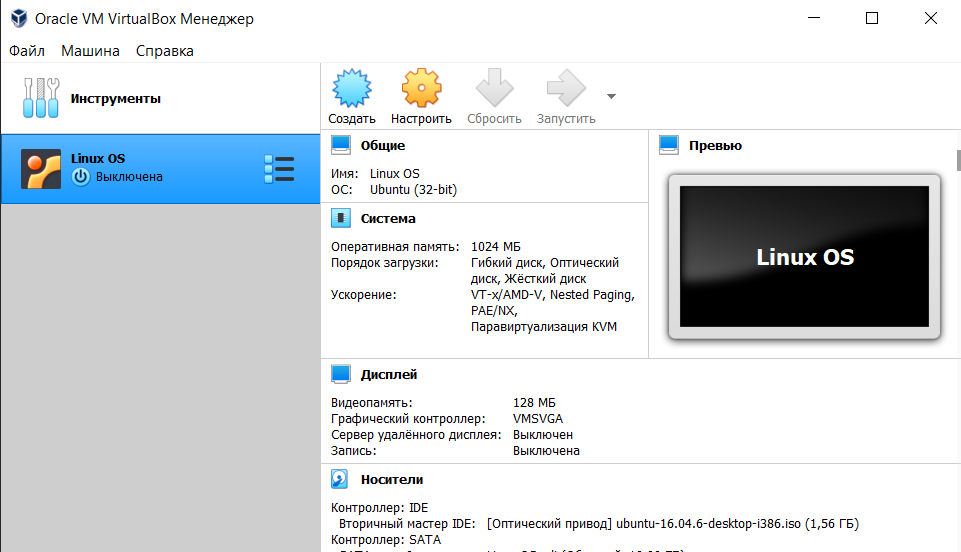 Oracle VM VirtualBox Менеджер
Файл Машина Справка
Инструменты
Linux OS
Выключена
Создать Настроить Сбросить Запустить
Общие
Имя: Linux OS
ОС: Ubuntu (32-bit)
Превью
Linux OS
Система
Оперативная память: 1024 МБ
Порядок загрузки: Гибкий диск, Оптический
диск, Жёсткий диск
Ускорение: VT-x/AMD-V, Nested Paging,
PAE/NX,
Паравиртуализация KVM
Дисплей
Видеопамять: 128 МБ
Графический контроллер: VMSVGA
Сервер удалённого дисплея: Выключен
Запись: Выключена
Носители
Контроллер: IDE
Вторичный мастер IDE: [Оптический привод] ubuntu-16.04.6-desktop-i386.iso (1,56 ГБ)
Контроллер: SATA